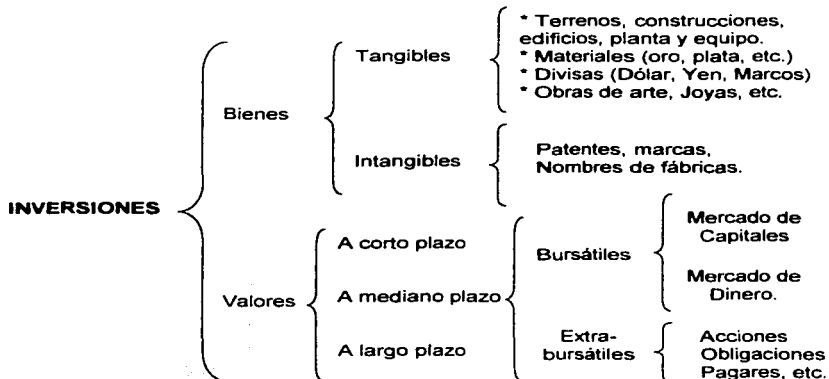 INVERSIONES
Bienes
Tangibles
* Terrenos, construcciones,
edificios, planta y equipo.
* Materiales (oro, plata, etc.)
* Divisas (Dólar, Yen, Marcos)
* Obras de arte, Joyas, etc.
Intangibles
Patentes, marcas,
Nombres de fábricas.
Valores
A corto plazo
A mediano plazo
A largo plazo
Bursátiles
Mercado de
Capitales
Mercado de
Dinero.
Extra-
bursátiles
Acciones
Obligaciones
Pagares, etc.